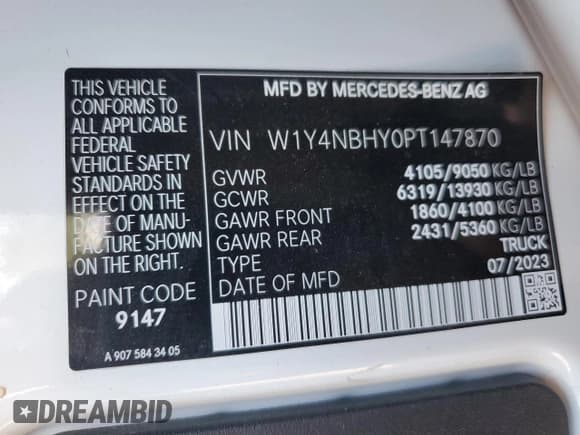 THIS VEHICLE
CONFORMS TO
ALL APPLICABLE
FEDERAL
VEHICLE SAFETY
STANDARDS IN
EFFECT ON THE
DATE OF MANU-
FACTURE SHOWN
ON THE RIGHT.
PAINT CODE
9147
A 907 584 34 05
MFD BY MERCEDES-BENZ AG
VIN W1Y4NBHY0PT147870
GVWR 4105/9050 KG/LB
GCWR 6319/13930 KG/LB
GAWR FRONT 1860/4100 KG/LB
GAWR REAR 2431/5360 KG/LB
TYPE TRUCK
DATE OF MFD 07/2023
DREAMBID